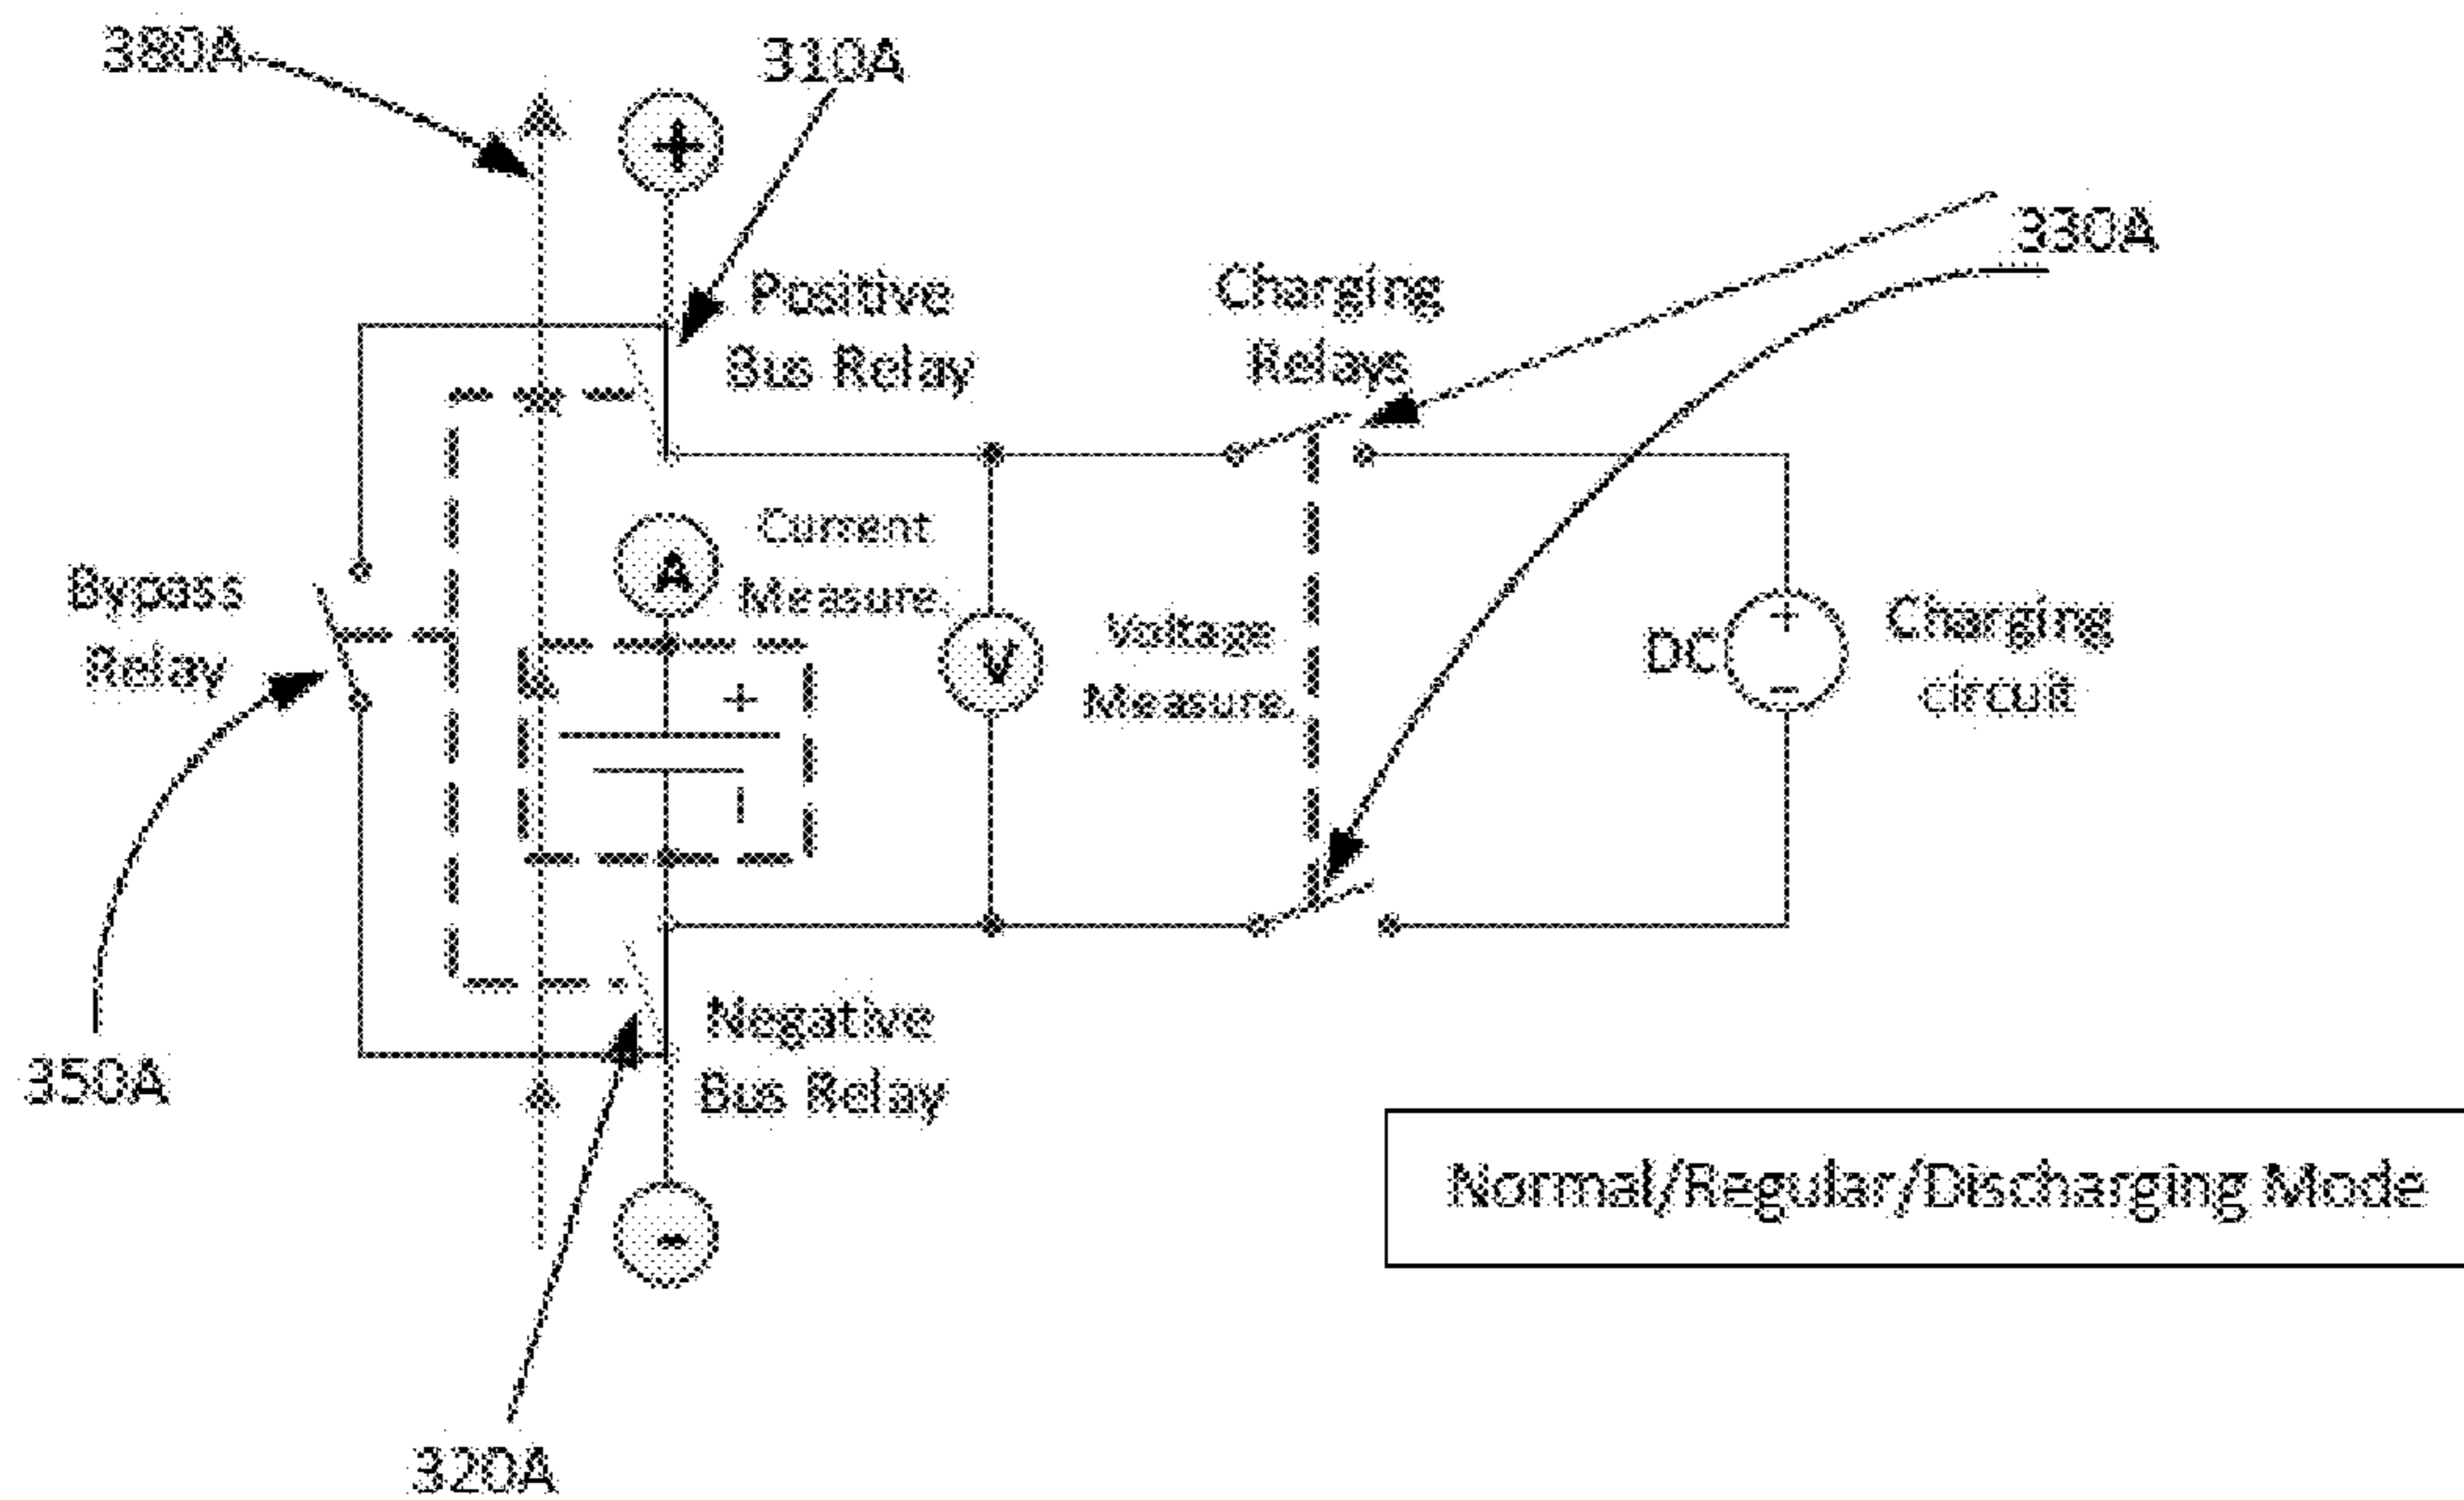 380A
310A
+
330A
Positive
Bus Relay
Charging
Relays
Current
Measure.
A
Bypass
Relay
+
V
Voltage
Measure.
DC
+
-
Charging
circuit
-
Negative
Bus Relay
350A
-
Normal/Regular/Discharging Mode
320A